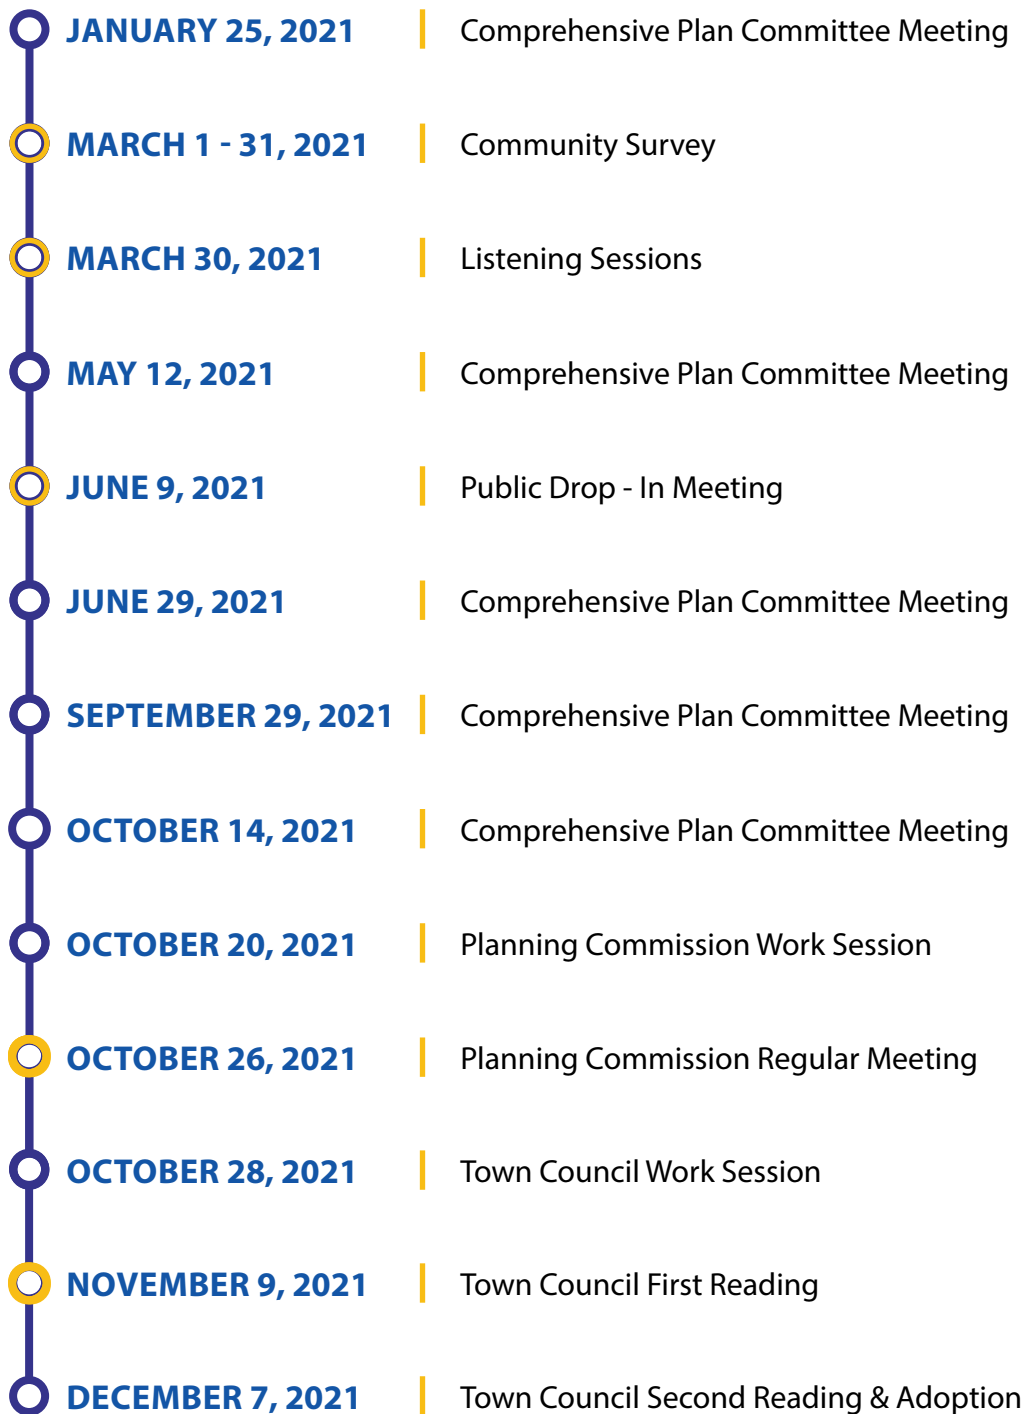 JANUARY 25, 2021 Comprehensive Plan Committee Meeting
MARCH 1 - 31, 2021 Community Survey
MARCH 30, 2021 Listening Sessions
MAY 12, 2021 Comprehensive Plan Committee Meeting
JUNE 9, 2021 Public Drop - In Meeting
JUNE 29, 2021 Comprehensive Plan Committee Meeting
SEPTEMBER 29, 2021 Comprehensive Plan Committee Meeting
OCTOBER 14, 2021 Comprehensive Plan Committee Meeting
OCTOBER 20, 2021 Planning Commission Work Session
OCTOBER 26, 2021 Planning Commission Regular Meeting
OCTOBER 28, 2021 Town Council Work Session
NOVEMBER 9, 2021 Town Council First Reading
DECEMBER 7, 2021 Town Council Second Reading & Adoption